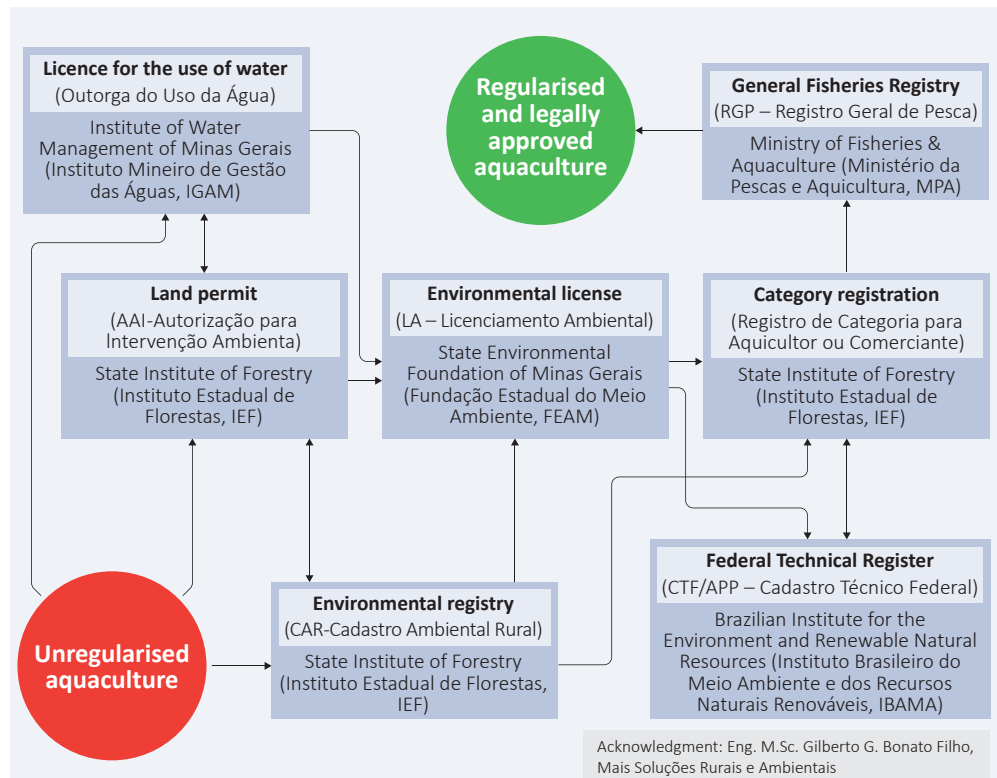 Licence for the use of water
(Outorga do Uso da Água)
Institute of Water
Management of Minas Gerais
(Instituto Mineiro de Gestão
das Águas, IGAM)
Regularised
and legally
approved
aquaculture
General Fisheries Registry
(RGP – Registro Geral de Pesca)
Ministry of Fisheries &
Aquaculture (Ministério da
Pescas e Aquicultura, MPA)
Land permit
(AAI-Autorização para
Intervenção Ambienta)
State Institute of Forestry
(Instituto Estadual de
Florestas, IEF)
Environmental license
(LA – Licenciamento Ambiental)
State Environmental
Foundation of Minas Gerais
(Fundação Estadual do Meio
Ambiente, FEAM)
Category registration
(Registro de Categoria para
Aquicultor ou Comerciante)
State Institute of Forestry
(Instituto Estadual de
Florestas, IEF)
Unregularised
aquaculture
Environmental registry
(CAR-Cadastro Ambiental Rural)
State Institute of Forestry
(Instituto Estadual de Florestas,
IEF)
Federal Technical Register
(CTF/APP – Cadastro Técnico Federal)
Brazilian Institute for the
Environment and Renewable Natural
Resources (Instituto Brasileiro do
Meio Ambiente e dos Recursos
Naturais Renováveis, IBAMA)
Acknowledgment: Eng. M.Sc. Gilberto G. Bonato Filho,
Mais Soluções Rurais e Ambientais